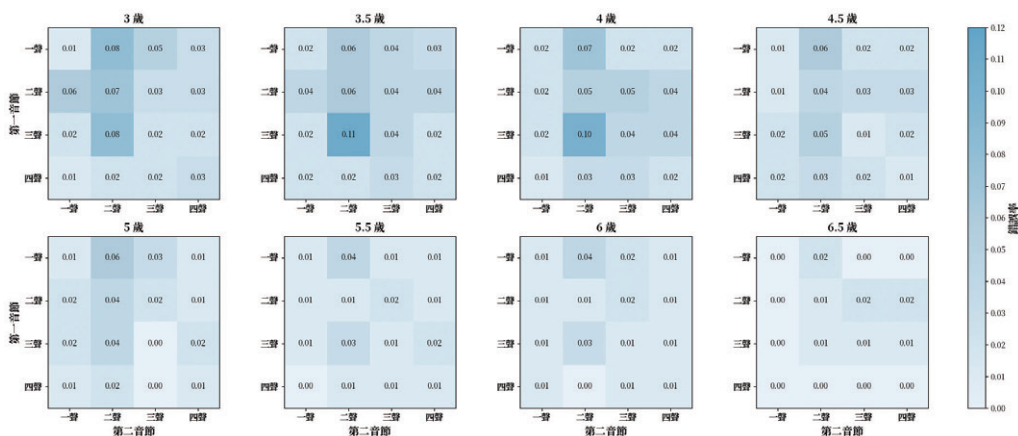 3 歲
3.5 歲
4 歲
4.5 歲
第一音節
一聲 0.01 0.08 0.05 0.03
二聲 0.06 0.07 0.03 0.03
三聲 0.02 0.08 0.02 0.02
四聲 0.01 0.02 0.02 0.03
一聲 二聲 三聲 四聲
一聲 0.02 0.06 0.04 0.03
二聲 0.04 0.06 0.04 0.04
三聲 0.02 0.11 0.04 0.02
四聲 0.02 0.02 0.03 0.02
一聲 二聲 三聲 四聲
一聲 0.02 0.07 0.02 0.02
二聲 0.02 0.05 0.05 0.04
三聲 0.02 0.10 0.04 0.04
四聲 0.01 0.03 0.03 0.02
一聲 二聲 三聲 四聲
一聲 0.01 0.06 0.02 0.02
二聲 0.01 0.04 0.03 0.03
三聲 0.02 0.05 0.01 0.02
四聲 0.02 0.03 0.02 0.01
一聲 二聲 三聲 四聲
5 歲
5.5 歲
6 歲
6.5 歲
第一音節
一聲 0.01 0.06 0.03 0.01
二聲 0.02 0.04 0.02 0.01
三聲 0.02 0.04 0.00 0.02
四聲 0.01 0.02 0.00 0.01
一聲 二聲 三聲 四聲
第二音節
一聲 0.01 0.04 0.01 0.01
二聲 0.01 0.01 0.02 0.01
三聲 0.01 0.03 0.01 0.02
四聲 0.00 0.01 0.01 0.01
一聲 二聲 三聲 四聲
第二音節
一聲 0.01 0.04 0.02 0.01
二聲 0.01 0.01 0.02 0.01
三聲 0.01 0.03 0.01 0.01
四聲 0.01 0.00 0.01 0.01
一聲 二聲 三聲 四聲
第二音節
一聲 0.00 0.02 0.00 0.00
二聲 0.00 0.01 0.02 0.02
三聲 0.00 0.01 0.01 0.01
四聲 0.00 0.00 0.00 0.00
一聲 二聲 三聲 四聲
第二音節
0.12
0.11
0.10
0.09
0.08
0.07
0.06
0.05
0.04
0.03
0.02
0.01
0.00
錯誤率